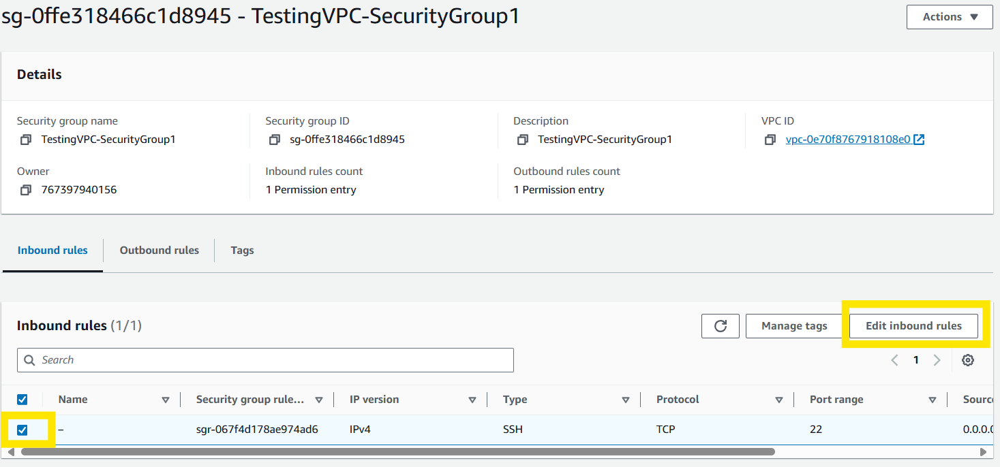 sg-0ffe318466c1d8945 - TestingVPC-SecurityGroup1
Actions
Details
Security group name
Security group ID
Description
VPC ID
TestingVPC-SecurityGroup1
sg-0ffe318466c1d8945
TestingVPC-SecurityGroup1
vpc-0e70f8767918108e0
Owner
Inbound rules count
Outbound rules count
767397940156
1 Permission entry
1 Permission entry
Inbound rules
Outbound rules
Tags
Inbound rules (1/1)
Manage tags
Edit inbound rules
Search
1
Name
Security group rule...
IP version
Type
Protocol
Port range
Source
–
sgr-067f4d178ae974ad6
IPv4
SSH
TCP
22
0.0.0.0